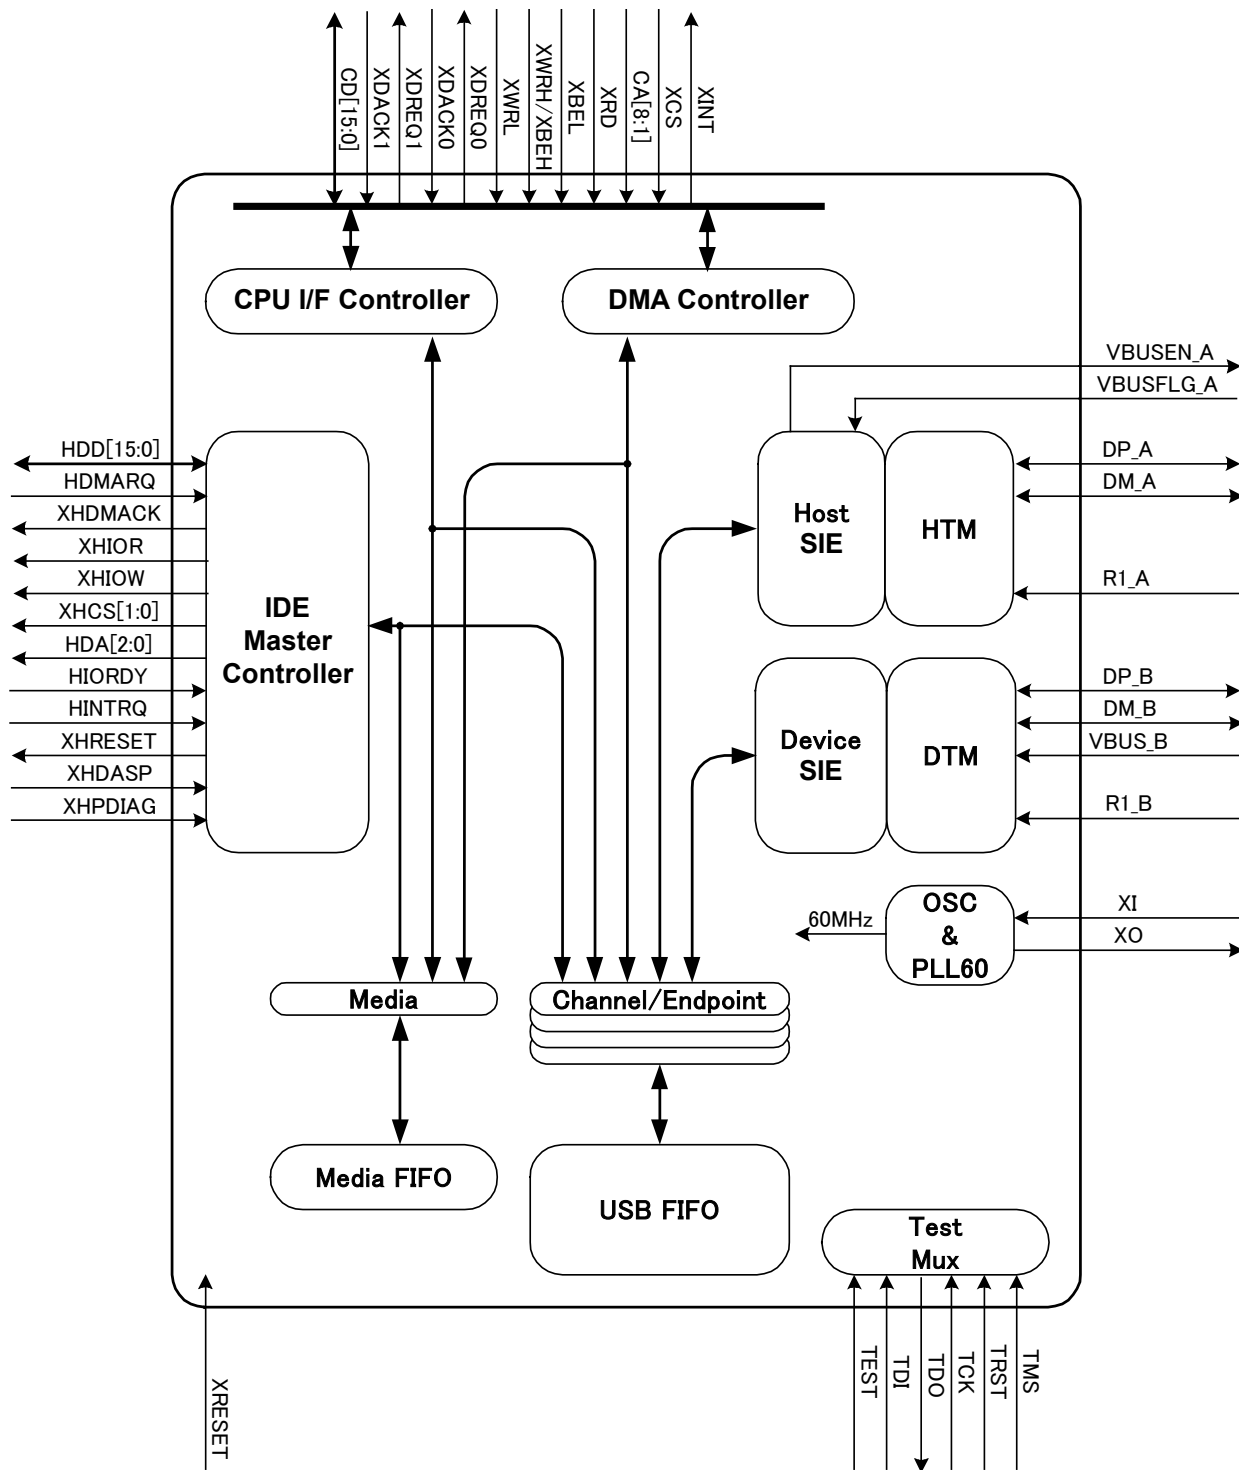 CD[15:0]
XDACK1
XDREQ1
XDACK0
XDREQ0
XWRL
XWRH/XBEH
XBEL
XRD
CA[8:1]
XCS
XINT
CPU I/F Controller
DMA Controller
VBUSEN_A
VBUSFLG_A
HDD[15:0]
HDMARQ
XHDMACK
XHIOR
XHIOW
XHCS[1:0]
HDA[2:0]
HIORDY
HINTRQ
XHRESET
XHDASP
XHPDIAG
IDE
Master
Controller
Host
SIE
HTM
DP_A
DM_A
R1_A
Device
SIE
DTM
DP_B
DM_B
VBUS_B
R1_B
60MHz
OSC
&
PLL60
XI
XO
Media
Channel/Endpoint
Media FIFO
USB FIFO
Test
Mux
XRESET
TEST
TDI
TDO
TCK
TRST
TMS